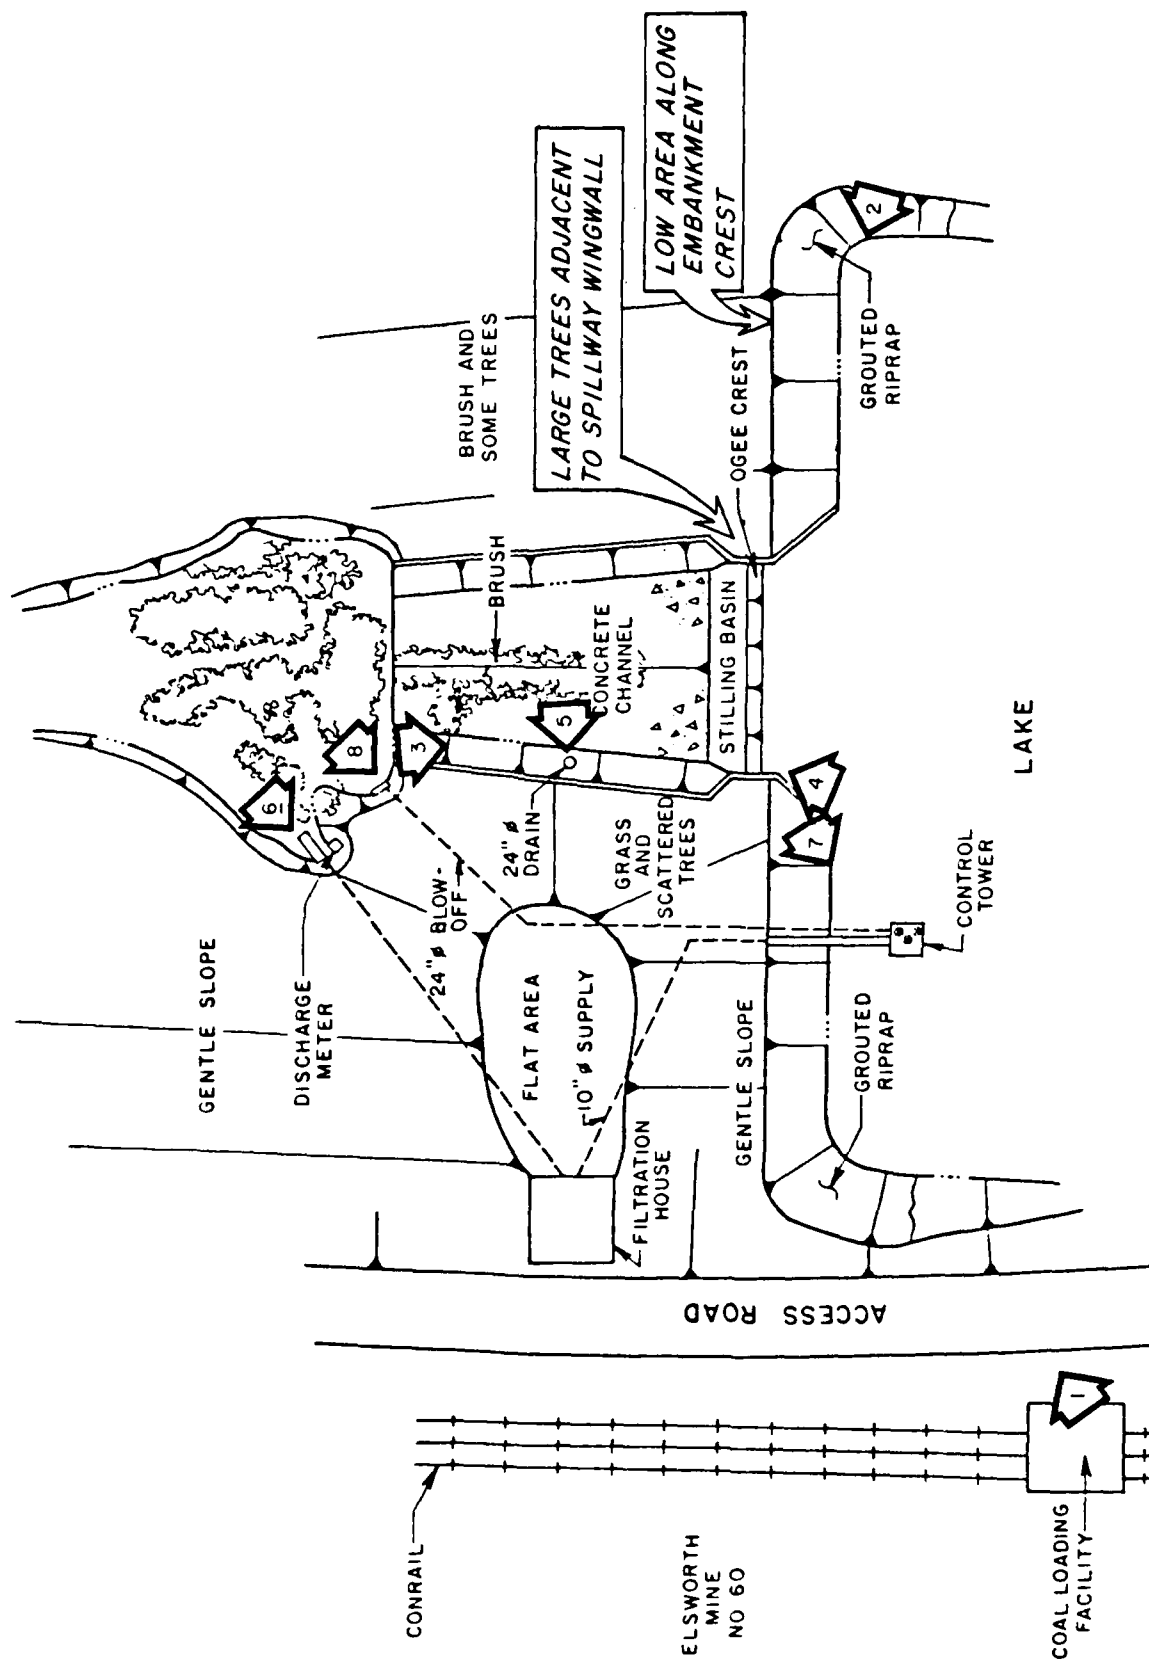 CONRAIL
ELSWORTH
MINE
NO 60
COAL LOADING
FACILITY
1
ACCESS ROAD
GENTLE SLOPE
DISCHARGE
METER
6
8
3
24"ø BLOW-
OFF
FLAT AREA
10"ø SUPPLY
FILTRATION
HOUSE
24"ø
DRAIN
5
GRASS
AND
SCATTERED
TREES
GENTLE SLOPE
GROUTED
RIPRAP
CONTROL
TOWER
7
4
LAKE
BRUSH
CONCRETE
CHANNEL
STILLING BASIN
OGEE CREST
BRUSH AND
SOME TREES
LARGE TREES ADJACENT
TO SPILLWAY WINGWALL
LOW AREA ALONG
EMBANKMENT
CREST
GROUTED
RIPRAP
2